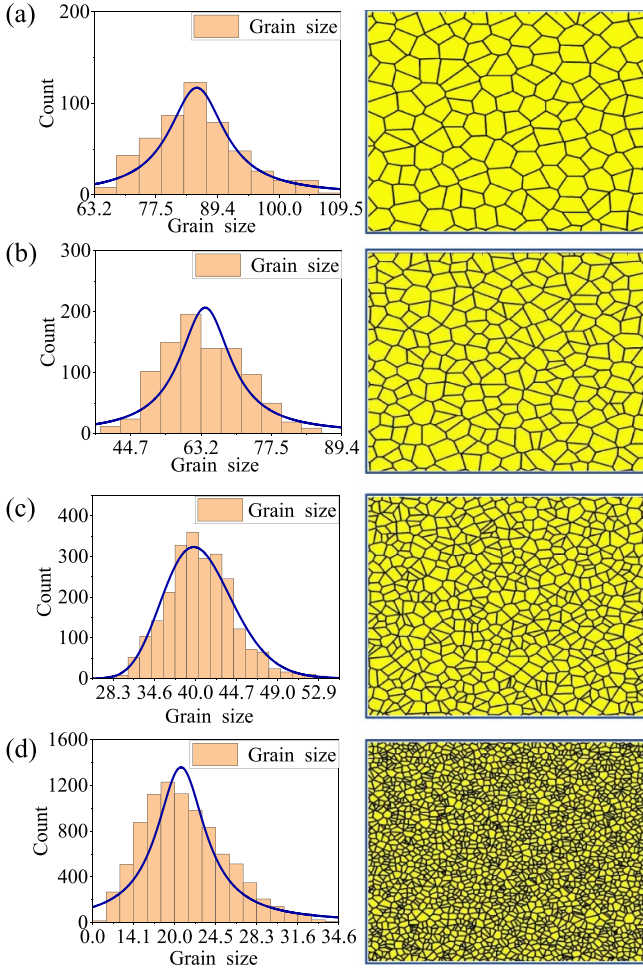 (a)
200
100
0
Count
Grain size
63.2 77.5 89.4 100.0 109.5
Grain size
(b)
300
200
100
0
Count
Grain size
44.7 63.2 77.5 89.4
Grain size
(c)
400
300
200
100
0
Count
Grain size
28.3 34.6 40.0 44.7 49.0 52.9
Grain size
(d)
1600
1200
800
400
0
Count
Grain size
0.0 14.1 20.0 24.5 28.3 31.6 34.6
Grain size